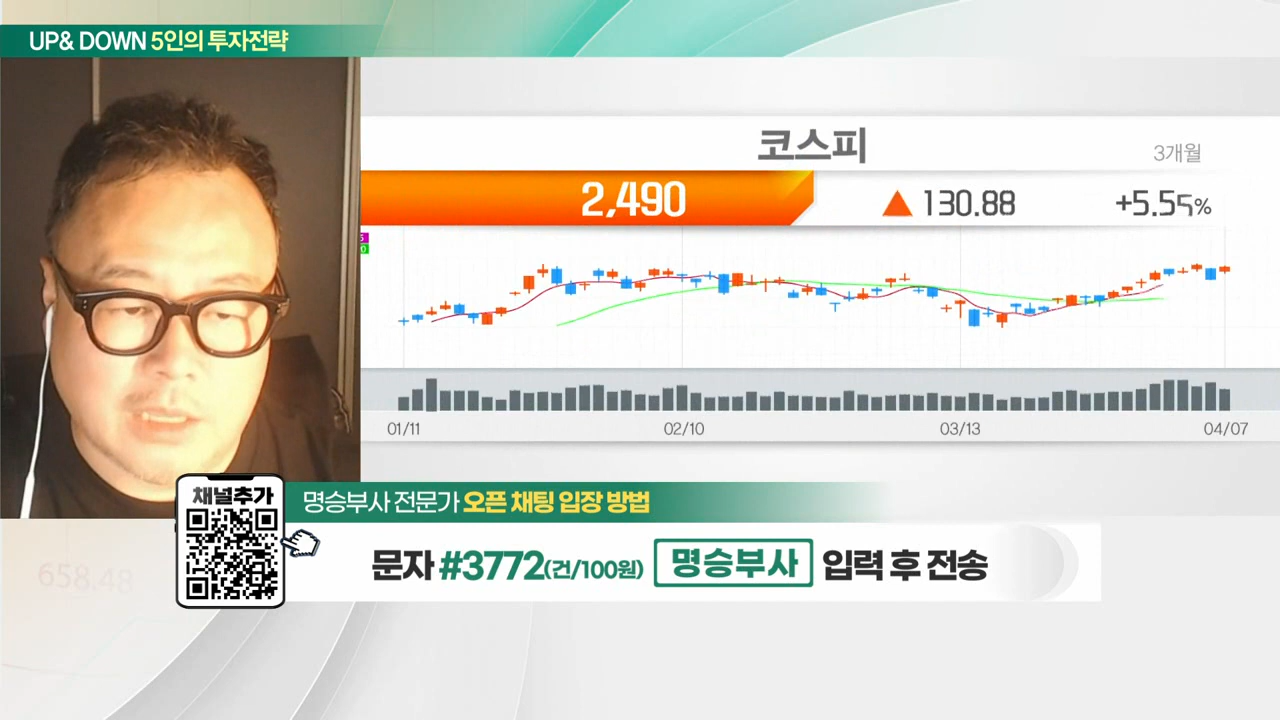 UP& DOWN 5인의 투자전략
코스피
3개월
2,490 ▲ 130.88 +5.55%
01/11 02/10 03/13 04/07
채널추가
명승부사 전문가 오픈 채팅 입장 방법
문자 #3772(건/100원) 명승부사 입력 후 전송
658.48